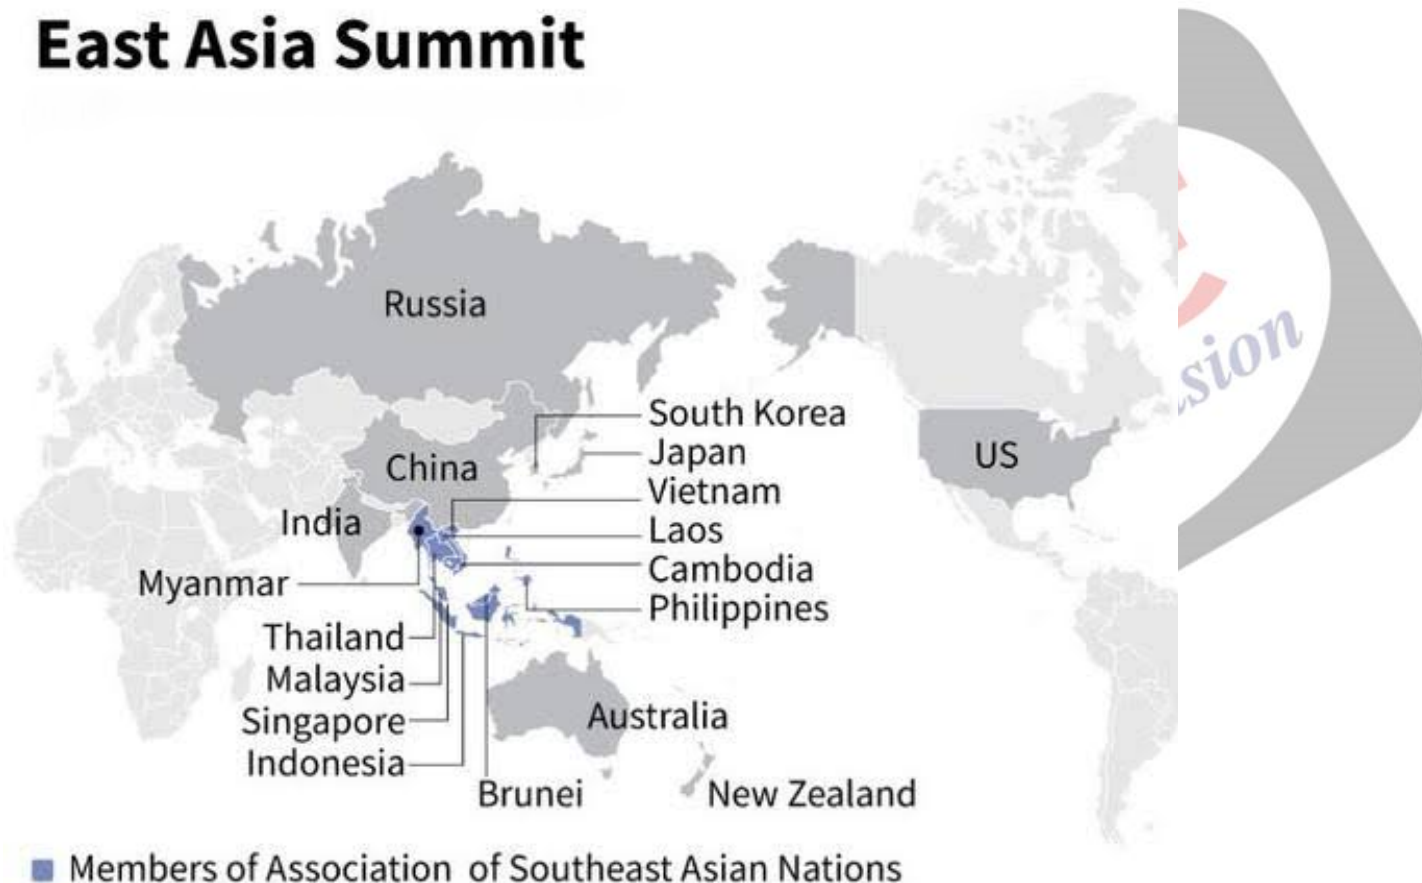 East Asia Summit
Russia
South Korea
Japan
China
US
Vietnam
India
Laos
Cambodia
Myanmar
Philippines
Thailand
Malaysia
Singapore
Australia
Indonesia
Brunei
New Zealand
Members of Association of Southeast Asian Nations